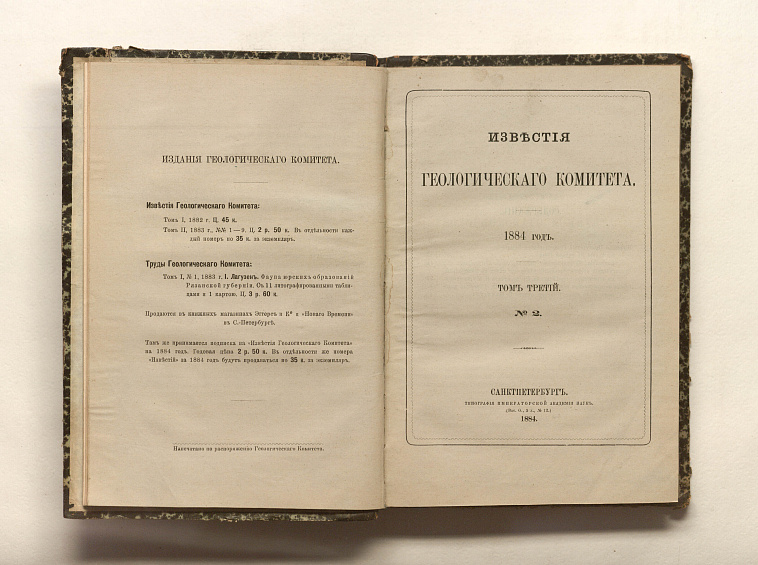 ИЗДАНІЯ ГЕОЛОГИЧЕСКАГО КОМИТЕТА.
Извѣстія Геологическаго Комитета:
Томъ I, 1882 г. Ц. 45 к.
Томъ II, 1883 г., №№ 1—9. Ц. 2 р. 50 к. Въ отдѣльности каж-
дый номеръ по 35 к. за экземпляръ.
Труды Геологическаго Комитета:
Томъ I, № 1, 1883 г. I. Лагузенъ. Фауна юрскихъ образованій
Рязанской губерніи. Съ 11 литографированными табли-
цами и 1 картою. Ц. 3 р. 60 к.
Продаются въ книжныхъ магазинахъ Эггерсъ и К° и «Новаго Времени»
въ С.-Петербургѣ.
Тамъ же принимается подписка на «Извѣстія Геологическаго Комитета»
на 1884 годъ. Годовая цѣна 2 р. 50 к. Въ отдѣльности же номера
«Извѣстій» за 1884 годъ будутъ продаваться по 35 к. за экземпляръ.
Напечатано по распоряженію Геологическаго Комитета.
ИЗВѢСТІЯ
ГЕОЛОГИЧЕСКАГО КОМИТЕТА.
1884 годъ.
ТОМЪ ТРЕТІЙ.
№ 2.
САНКТПЕТЕРБУРГЪ.
ТИПОГРАФІЯ ИМПЕРАТОРСКОЙ АКАДЕМІИ НАУКЪ.
(Вас. О., 9 л., № 12.)
1884.